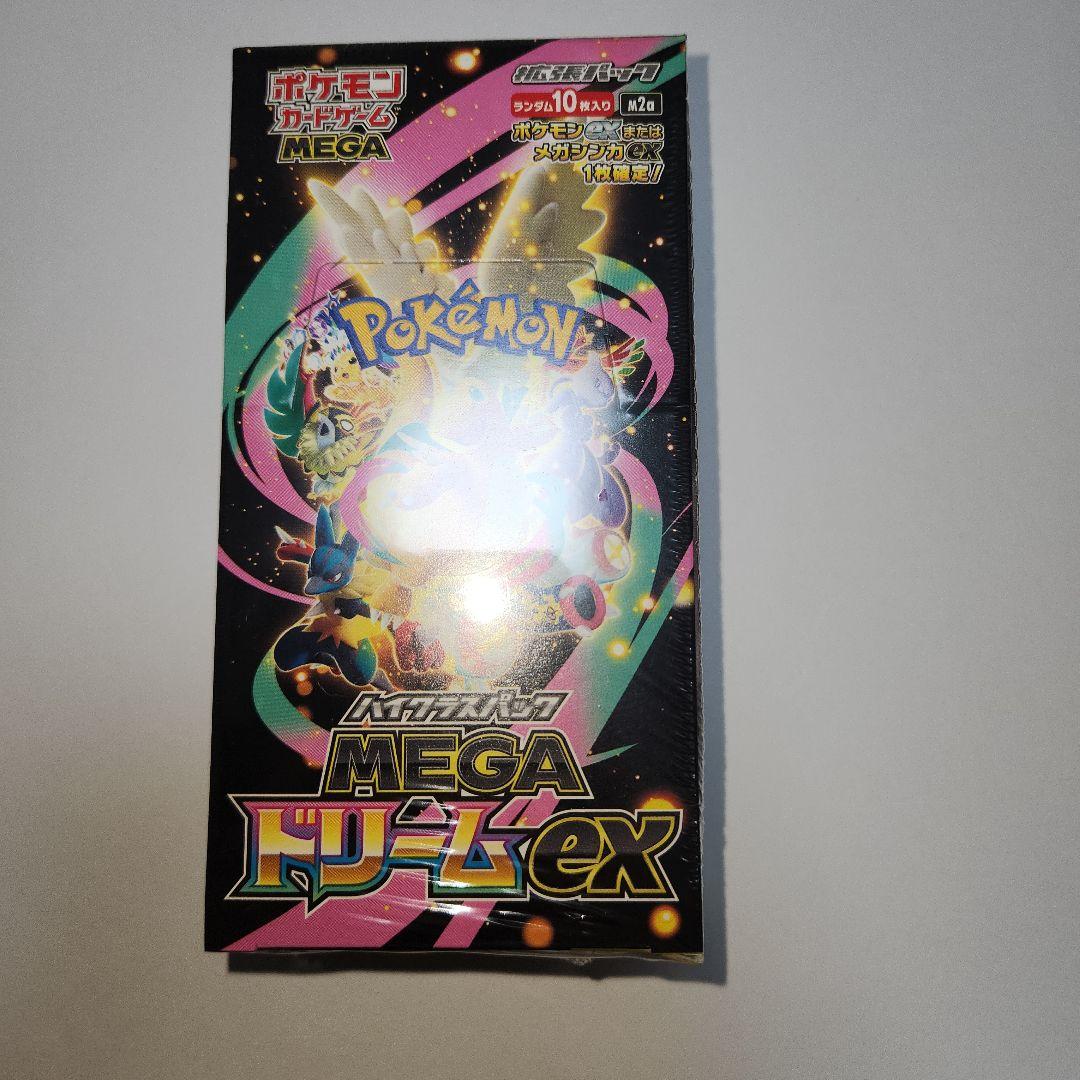 ポケモン
カードゲーム
MEGA
拡張パック
ランダム10枚入り M2a
ポケモンexまたは
メガシンカex
1枚確定!
POKéMON
ハイクラスパック
MEGA
ドリームex